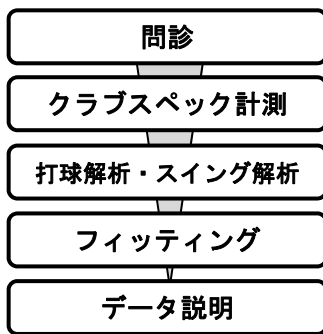 問診
クラブスペック計測
打球解析・スイング解析
フィッティング
データ説明